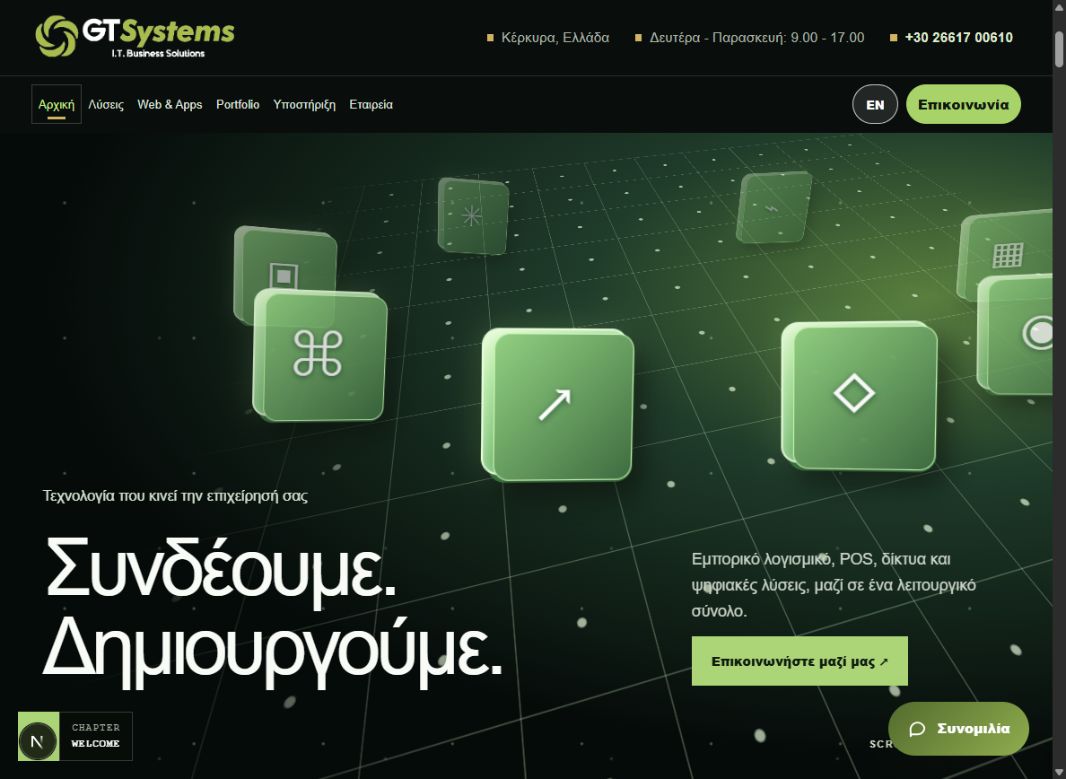 GTSystems
I.T. Business Solutions
Κέρκυρα, Ελλάδα
Δευτέρα - Παρασκευή: 9.00 - 17.00
+30 26617 00610
Αρχική
Λύσεις
Web & Apps
Portfolio
Υποστήριξη
Εταιρεία
EN
Επικοινωνία
Τεχνολογία που κινεί την επιχείρησή σας
Συνδέουμε.
Δημιουργούμε.
Εμπορικό λογισμικό, POS, δίκτυα και
ψηφιακές λύσεις, μαζί σε ένα λειτουργικό
σύνολο.
Επικοινωνήστε μαζί μας ↗
N
CHAPTER
WELCOME
Συνομιλία